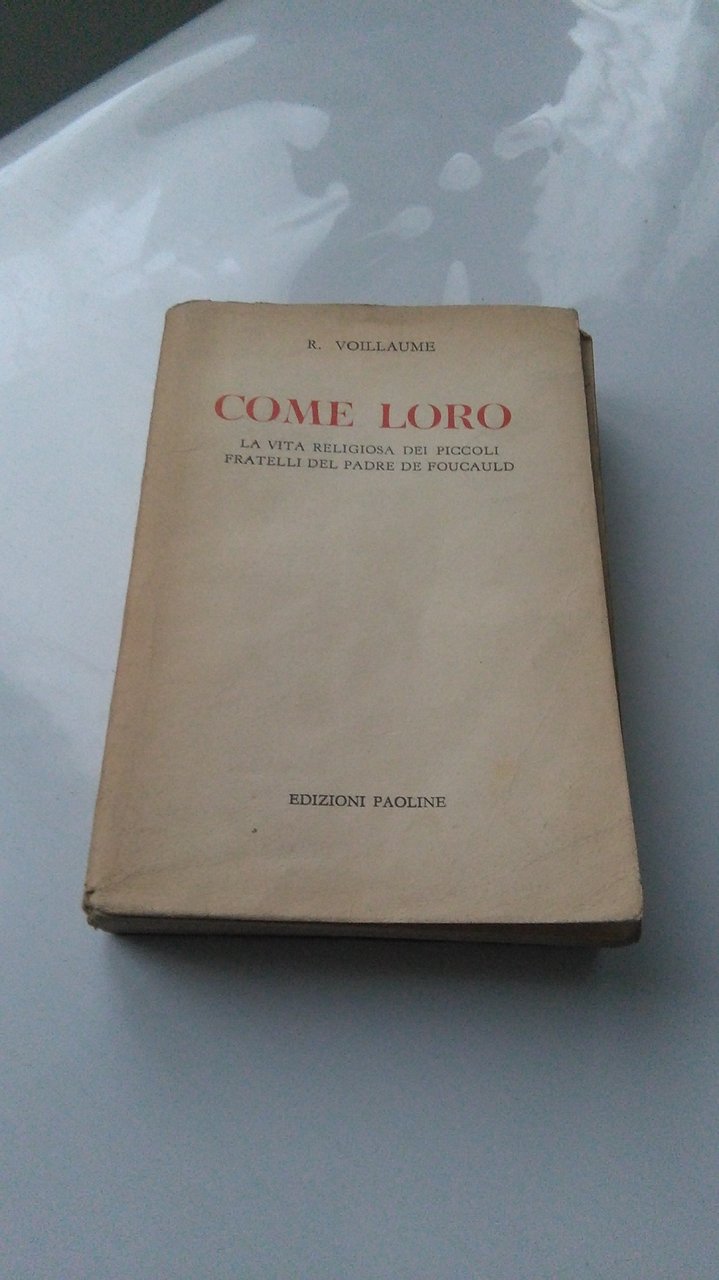 R. VOILLAUME
COME LORO
LA VITA RELIGIOSA DEI PICCOLI
FRATELLI DEL PADRE DE FOUCAULD
EDIZIONI PAOLINE